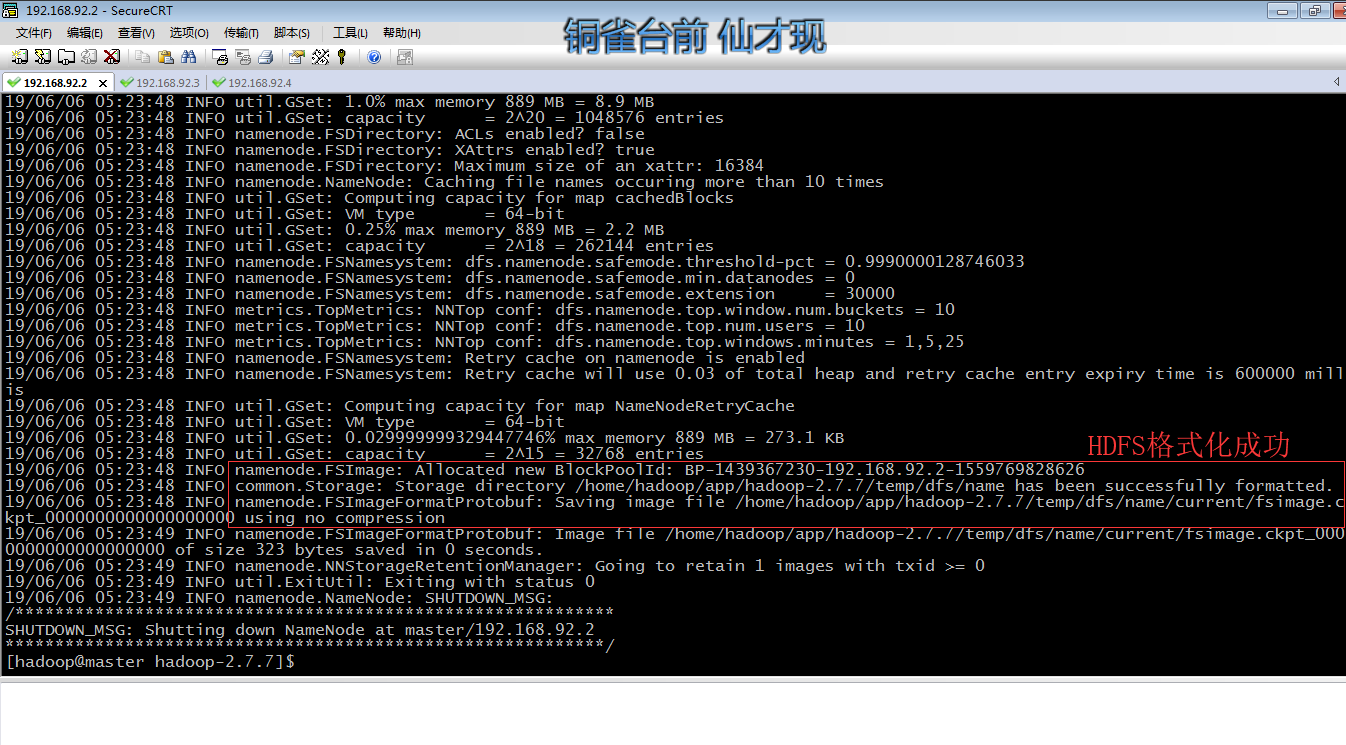 192.168.92.2 - SecureCRT
文件(F) 编辑(E) 查看(V) 选项(O) 传输(T) 脚本(S) 工具(L) 帮助(H)
铜雀台前 仙才现
192.168.92.2 192.168.92.3 192.168.92.4
19/06/06 05:23:48 INFO util.GSet: 1.0% max memory 889 MB = 8.9 MB
19/06/06 05:23:48 INFO util.GSet: capacity      = 2^20 = 1048576 entries
19/06/06 05:23:48 INFO namenode.FSDirectory: ACLs enabled? false
19/06/06 05:23:48 INFO namenode.FSDirectory: XAttrs enabled? true
19/06/06 05:23:48 INFO namenode.FSDirectory: Maximum size of an xattr: 16384
19/06/06 05:23:48 INFO namenode.NameNode: Caching file names occuring more than 10 times
19/06/06 05:23:48 INFO util.GSet: Computing capacity for map cachedBlocks
19/06/06 05:23:48 INFO util.GSet: VM type       = 64-bit
19/06/06 05:23:48 INFO util.GSet: 0.25% max memory 889 MB = 2.2 MB
19/06/06 05:23:48 INFO util.GSet: capacity      = 2^18 = 262144 entries
19/06/06 05:23:48 INFO namenode.FSNamesystem: dfs.namenode.safemode.threshold-pct = 0.9990000128746033
19/06/06 05:23:48 INFO namenode.FSNamesystem: dfs.namenode.safemode.min.datanodes = 0
19/06/06 05:23:48 INFO namenode.FSNamesystem: dfs.namenode.safemode.extension     = 30000
19/06/06 05:23:48 INFO metrics.TopMetrics: NNTop conf: dfs.namenode.top.window.num.buckets = 10
19/06/06 05:23:48 INFO metrics.TopMetrics: NNTop conf: dfs.namenode.top.num.users = 10
19/06/06 05:23:48 INFO metrics.TopMetrics: NNTop conf: dfs.namenode.top.windows.minutes = 1,5,25
19/06/06 05:23:48 INFO namenode.FSNamesystem: Retry cache on namenode is enabled
19/06/06 05:23:48 INFO namenode.FSNamesystem: Retry cache will use 0.03 of total heap and retry cache entry expiry time is 600000 mill
is
19/06/06 05:23:48 INFO util.GSet: Computing capacity for map NameNodeRetryCache
19/06/06 05:23:48 INFO util.GSet: VM type       = 64-bit
19/06/06 05:23:48 INFO util.GSet: 0.029999999329447746% max memory 889 MB = 273.1 KB
19/06/06 05:23:48 INFO util.GSet: capacity      = 2^15 = 32768 entries
HDFS格式化成功
19/06/06 05:23:48 INFO namenode.FSImage: Allocated new BlockPoolId: BP-1439367230-192.168.92.2-1559769828626
19/06/06 05:23:48 INFO common.Storage: Storage directory /home/hadoop/app/hadoop-2.7.7/temp/dfs/name has been successfully formatted.
19/06/06 05:23:48 INFO namenode.FSImageFormatProtobuf: Saving image file /home/hadoop/app/hadoop-2.7.7/temp/dfs/name/current/fsimage.c
kpt_0000000000000000000 using no compression
19/06/06 05:23:49 INFO namenode.FSImageFormatProtobuf: Image file /home/hadoop/app/hadoop-2.7.7/temp/dfs/name/current/fsimage.ckpt_000
0000000000000000 of size 323 bytes saved in 0 seconds.
19/06/06 05:23:49 INFO namenode.NNStorageRetentionManager: Going to retain 1 images with txid >= 0
19/06/06 05:23:49 INFO util.ExitUtil: Exiting with status 0
19/06/06 05:23:49 INFO namenode.NameNode: SHUTDOWN_MSG:
/************************************************************
SHUTDOWN_MSG: Shutting down NameNode at master/192.168.92.2
************************************************************/
[hadoop@master hadoop-2.7.7]$